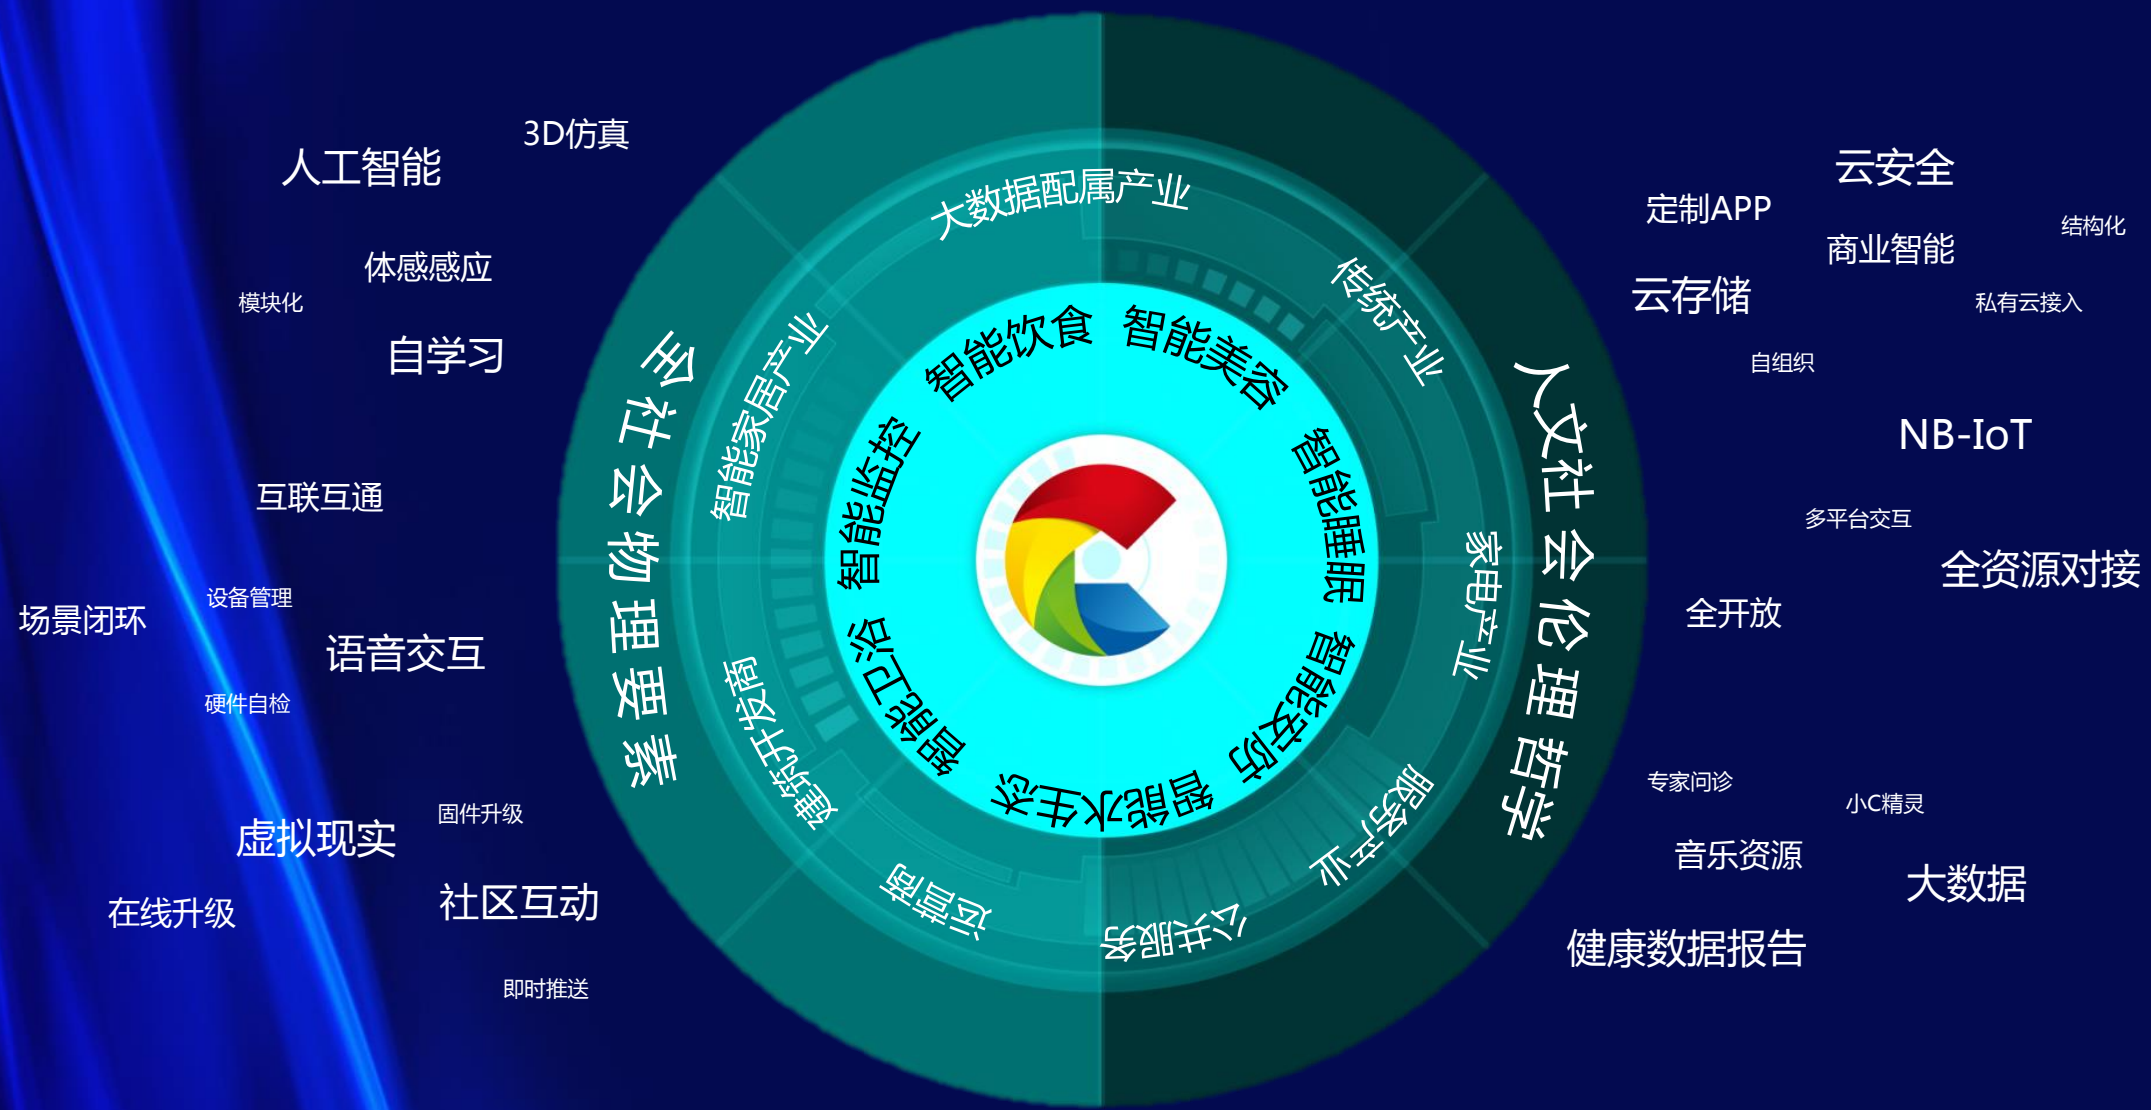 3D仿真
人工智能
体感感应
模块化
自学习
互联互通
设备管理
场景闭环
语音交互
硬件自检
固件升级
虚拟现实
社区互动
在线升级
即时推送
全社会物理要素
人文社会伦理哲学
大数据配属产业
传统产业
家电产业
服务产业
公共服务
运营商
建筑开发商
智能家居产业
智能饮食
智能美容
智能睡眠
智能安防
智能水生态
智能卫浴
智能监控
云安全
定制APP
结构化
商业智能
云存储
私有云接入
自组织
NB-IoT
多平台交互
全资源对接
全开放
专家问诊
小C精灵
音乐资源
大数据
健康数据报告